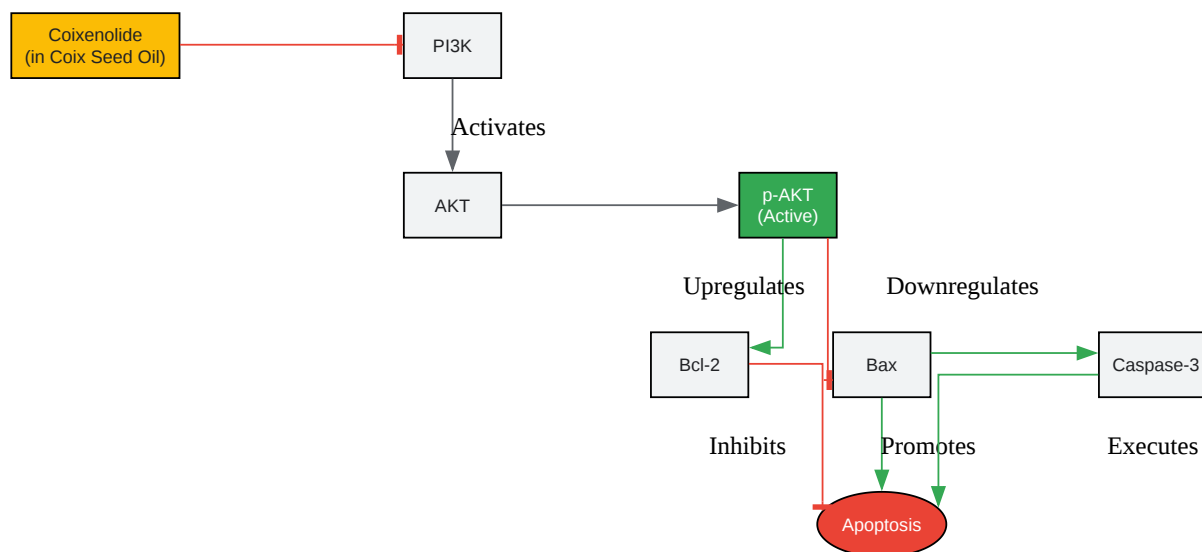 Coixenolide
(in Coix Seed Oil)
PI3K
Activates
AKT
p-AKT
(Active)
Upregulates
Downregulates
Bcl-2
Bax
Caspase-3
Inhibits
Promotes
Executes
Apoptosis